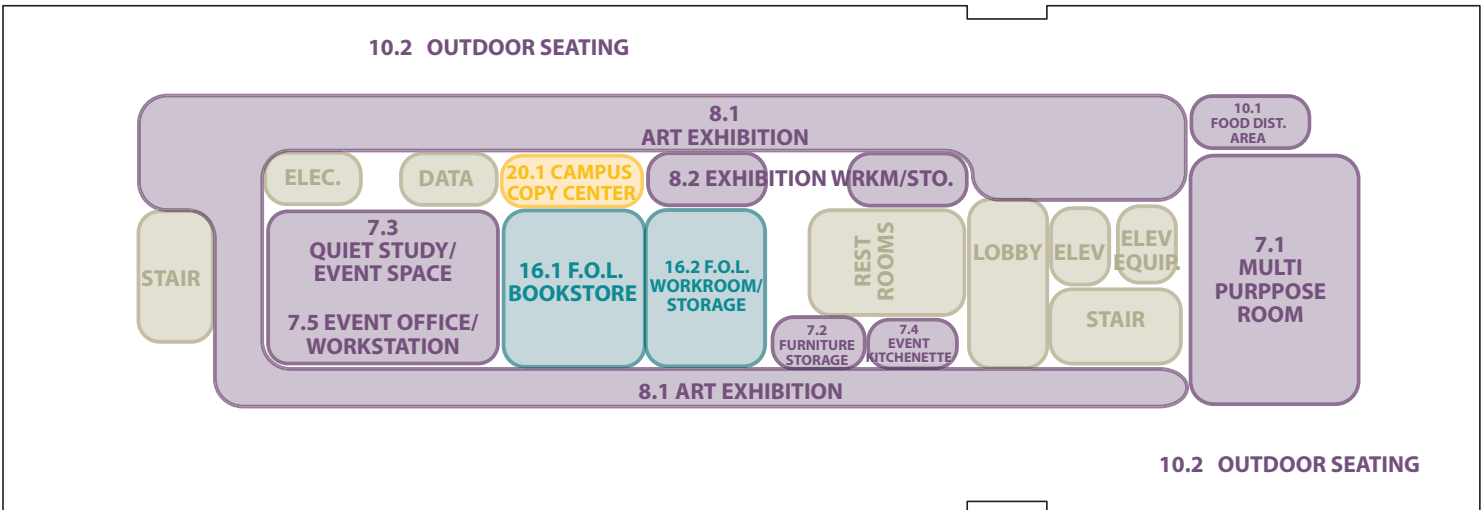 10.2 OUTDOOR SEATING
8.1
ART EXHIBITION
10.1
FOOD DIST.
AREA
ELEC.
DATA
20.1 CAMPUS
COPY CENTER
8.2 EXHIBITION WRKM/STO.
STAIR
7.3
QUIET STUDY/
EVENT SPACE
7.5 EVENT OFFICE/
WORKSTATION
16.1 F.O.L.
BOOKSTORE
16.2 F.O.L.
WORKROOM/
STORAGE
REST
ROOMS
7.2
FURNITURE
STORAGE
7.4
EVENT
KITCHENETTE
LOBBY
ELEV
ELEV
EQUIP.
STAIR
7.1
MULTI
PURPPOSE
ROOM
8.1 ART EXHIBITION
10.2 OUTDOOR SEATING